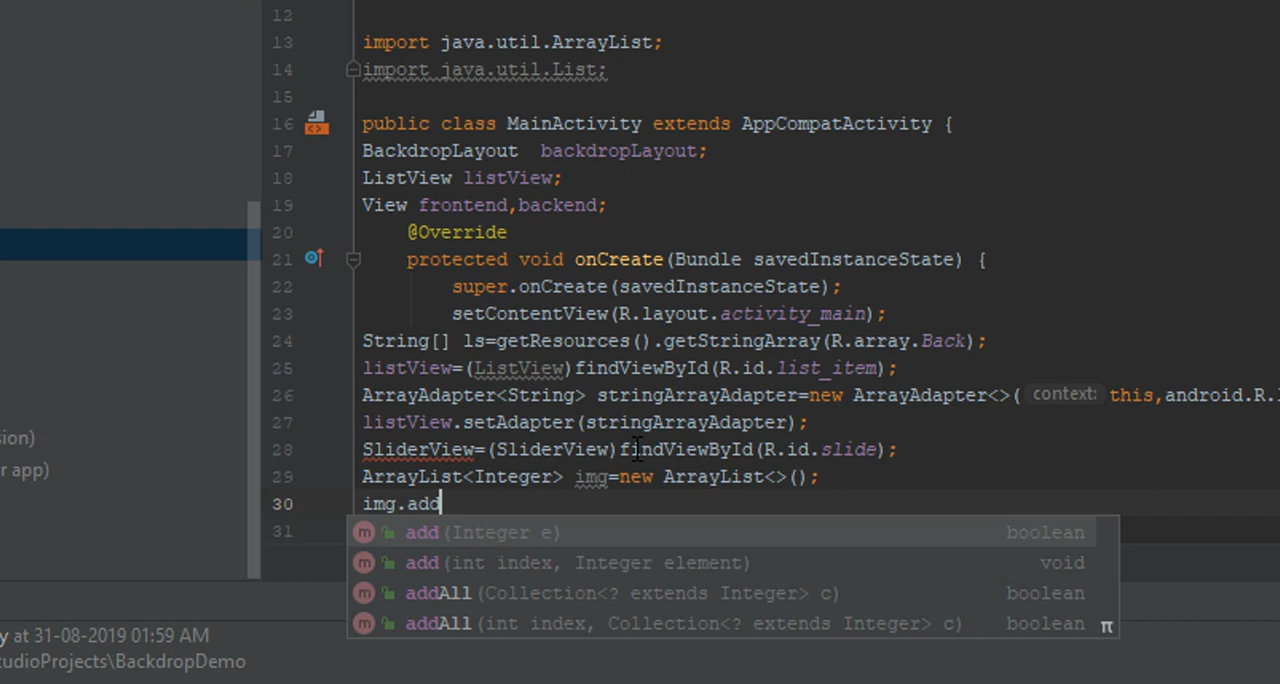 12
13 import java.util.ArrayList;
14 import java.util.List;
15
16 public class MainActivity extends AppCompatActivity {
17 BackdropLayout backdropLayout;
18 ListView listView;
19 View frontend,backend;
20 @Override
21 protected void onCreate(Bundle savedInstanceState) {
22 super.onCreate(savedInstanceState);
23 setContentView(R.layout.activity_main);
24 String[] ls=getResources().getStringArray(R.array.Back);
25 listView=(ListView)findViewById(R.id.list_item);
26 ArrayAdapter<String> stringArrayAdapter=new ArrayAdapter<>( context: this,android.R.
27 listView.setAdapter(stringArrayAdapter);
28 SliderView=(SliderView)findViewById(R.id.slide);
29 ArrayList<Integer> img=new ArrayList<>();
30 img.add
31
m add(Integer e) boolean
m add(int index, Integer element) void
m addAll(Collection<? extends Integer> c) boolean
m addAll(int index, Collection<? extends Integer> c) boolean π
sion)
r app)
y at 31-08-2019 01:59 AM
tudioProjects\BackdropDemo